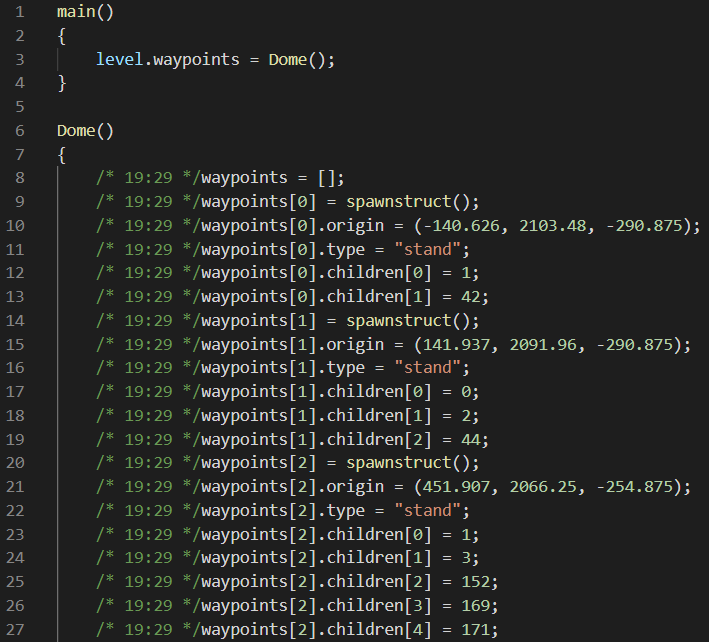 1 main()
2 {
3 level.waypoints = Dome();
4 }
5
6 Dome()
7 {
8 /* 19:29 */waypoints = [];
9 /* 19:29 */waypoints[0] = spawnstruct();
10 /* 19:29 */waypoints[0].origin = (-140.626, 2103.48, -290.875);
11 /* 19:29 */waypoints[0].type = "stand";
12 /* 19:29 */waypoints[0].children[0] = 1;
13 /* 19:29 */waypoints[0].children[1] = 42;
14 /* 19:29 */waypoints[1] = spawnstruct();
15 /* 19:29 */waypoints[1].origin = (141.937, 2091.96, -290.875);
16 /* 19:29 */waypoints[1].type = "stand";
17 /* 19:29 */waypoints[1].children[0] = 0;
18 /* 19:29 */waypoints[1].children[1] = 2;
19 /* 19:29 */waypoints[1].children[2] = 44;
20 /* 19:29 */waypoints[2] = spawnstruct();
21 /* 19:29 */waypoints[2].origin = (451.907, 2066.25, -254.875);
22 /* 19:29 */waypoints[2].type = "stand";
23 /* 19:29 */waypoints[2].children[0] = 1;
24 /* 19:29 */waypoints[2].children[1] = 3;
25 /* 19:29 */waypoints[2].children[2] = 152;
26 /* 19:29 */waypoints[2].children[3] = 169;
27 /* 19:29 */waypoints[2].children[4] = 171;